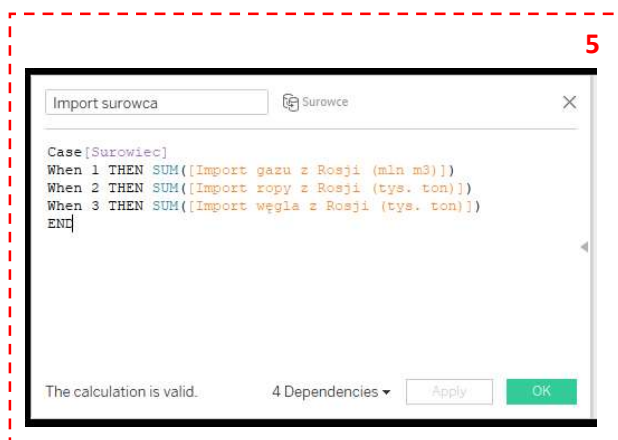 5
Import surowca
Surowce
Case[Surowiec]
When 1 THEN SUM([Import gazu z Rosji (mln m3)])
When 2 THEN SUM([Import ropy z Rosji (tys. ton)])
When 3 THEN SUM([Import węgla z Rosji (tys. ton)])
END
The calculation is valid.
4 Dependencies
Apply
OK